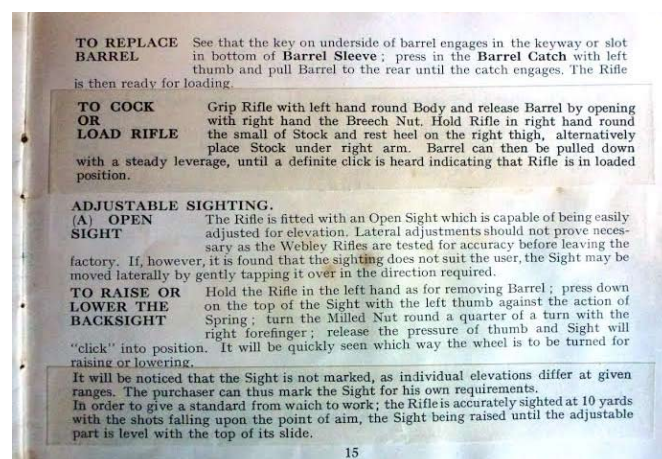 TO REPLACE See that the key on underside of barrel engages in the keyway or slot
BARREL in bottom of Barrel Sleeve; press in the Barrel Catch with left
thumb and pull Barrel to the rear until the catch engages. The Rifle
is then ready for loading.
TO COCK Grip Rifle with left hand round Body and release Barrel by opening
OR with right hand the Breech Nut. Hold Rifle in right hand round
LOAD RIFLE the small of Stock and rest heel on the right thigh, alternatively
place Stock under right arm. Barrel can then be pulled down
with a steady leverage, until a definite click is heard indicating that Rifle is in loaded
position.
ADJUSTABLE SIGHTING.
(A) OPEN The Rifle is fitted with an Open Sight which is capable of being easily
SIGHT adjusted for elevation. Lateral adjustments should not prove neces-
sary as the Webley Rifles are tested for accuracy before leaving the
factory. If, however, it is found that the sighting does not suit the user, the Sight may be
moved laterally by gently tapping it over in the direction required.
TO RAISE OR Hold the Rifle in the left hand as for removing Barrel; press down
LOWER THE on the top of the Sight with the left thumb against the action of
BACKSIGHT Spring; turn the Milled Nut round a quarter of a turn with the
right forefinger; release the pressure of thumb and Sight will
"click" into position. It will be quickly seen which way the wheel is to be turned for
raising or lowering.
It will be noticed that the Sight is not marked, as individual elevations differ at given
ranges. The purchaser can thus mark the Sight for his own requirements.
In order to give a standard from which to work; the Rifle is accurately sighted at 10 yards
with the shots falling upon the point of aim, the Sight being raised until the adjustable
part is level with the top of its slide.
15